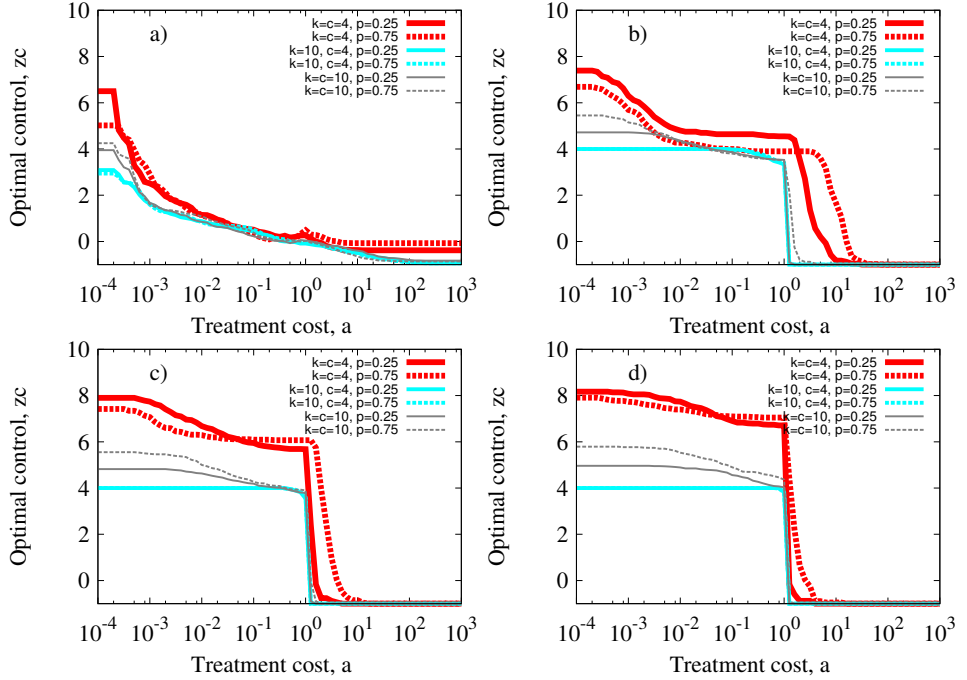 a)
k=c=4, p=0.25
k=c=4, p=0.75
k=10, c=4, p=0.25
k=10, c=4, p=0.75
k=c=10, p=0.25
k=c=10, p=0.75
Optimal control, zc
10
8
6
4
2
0
10^-4 10^-3 10^-2 10^-1 10^0 10^1 10^2 10^3
Treatment cost, a
b)
k=c=4, p=0.25
k=c=4, p=0.75
k=10, c=4, p=0.25
k=10, c=4, p=0.75
k=c=10, p=0.25
k=c=10, p=0.75
Optimal control, zc
10
8
6
4
2
0
10^-4 10^-3 10^-2 10^-1 10^0 10^1 10^2 10^3
Treatment cost, a
c)
k=c=4, p=0.25
k=c=4, p=0.75
k=10, c=4, p=0.25
k=10, c=4, p=0.75
k=c=10, p=0.25
k=c=10, p=0.75
Optimal control, zc
10
8
6
4
2
0
10^-4 10^-3 10^-2 10^-1 10^0 10^1 10^2 10^3
Treatment cost, a
d)
k=c=4, p=0.25
k=c=4, p=0.75
k=10, c=4, p=0.25
k=10, c=4, p=0.75
k=c=10, p=0.25
k=c=10, p=0.75
Optimal control, zc
10
8
6
4
2
0
10^-4 10^-3 10^-2 10^-1 10^0 10^1 10^2 10^3
Treatment cost, a